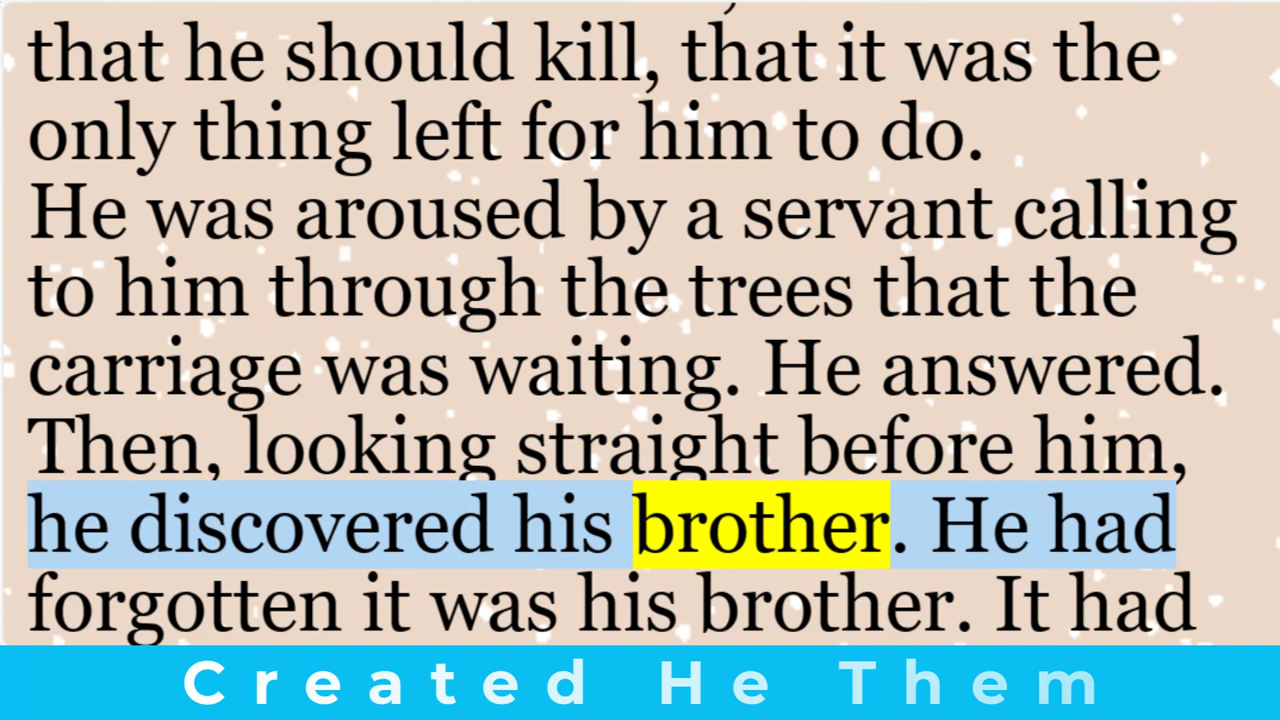 that he should kill, that it was the
only thing left for him to do.
He was aroused by a servant calling
to him through the trees that the
carriage was waiting. He answered.
Then, looking straight before him,
he discovered his brother. He had
forgotten it was his brother. It had
Created He Them